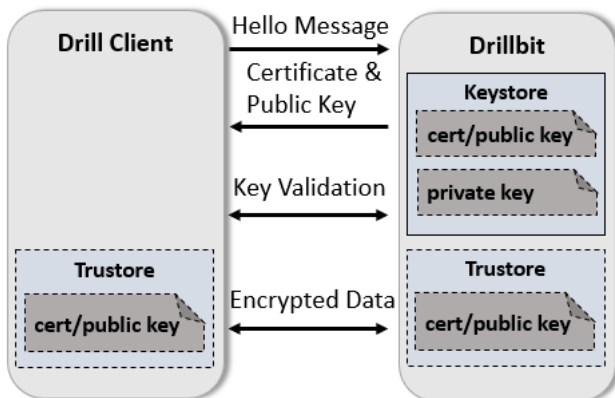 Drill Client
Hello Message
Drillbit
Certificate &
Public Key
Keystore
cert/public key
private key
Key Validation
Trustore
cert/public key
Encrypted Data
Trustore
cert/public key